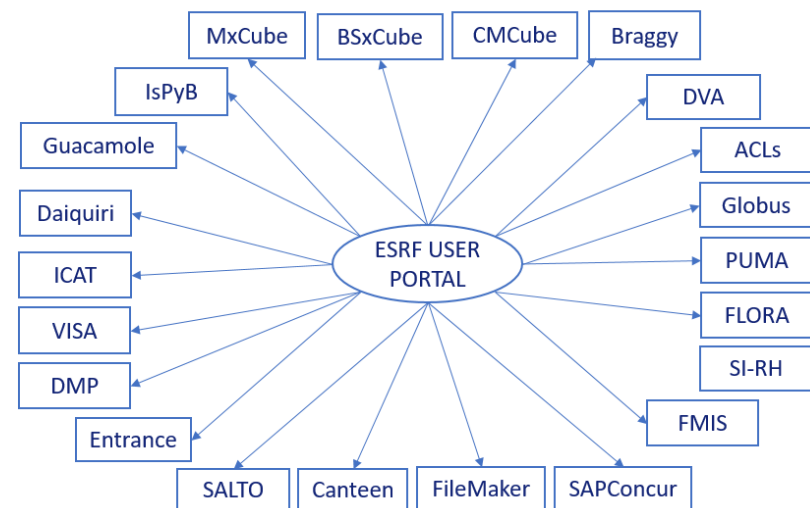 MxCube
BSxCube
CMCube
Braggy
IsPyB
DVA
Guacamole
ACLs
Daiquiri
Globus
ESRF USER
PORTAL
ICAT
PUMA
VISA
FLORA
DMP
SI-RH
Entrance
FMIS
SALTO
Canteen
FileMaker
SAPConcur